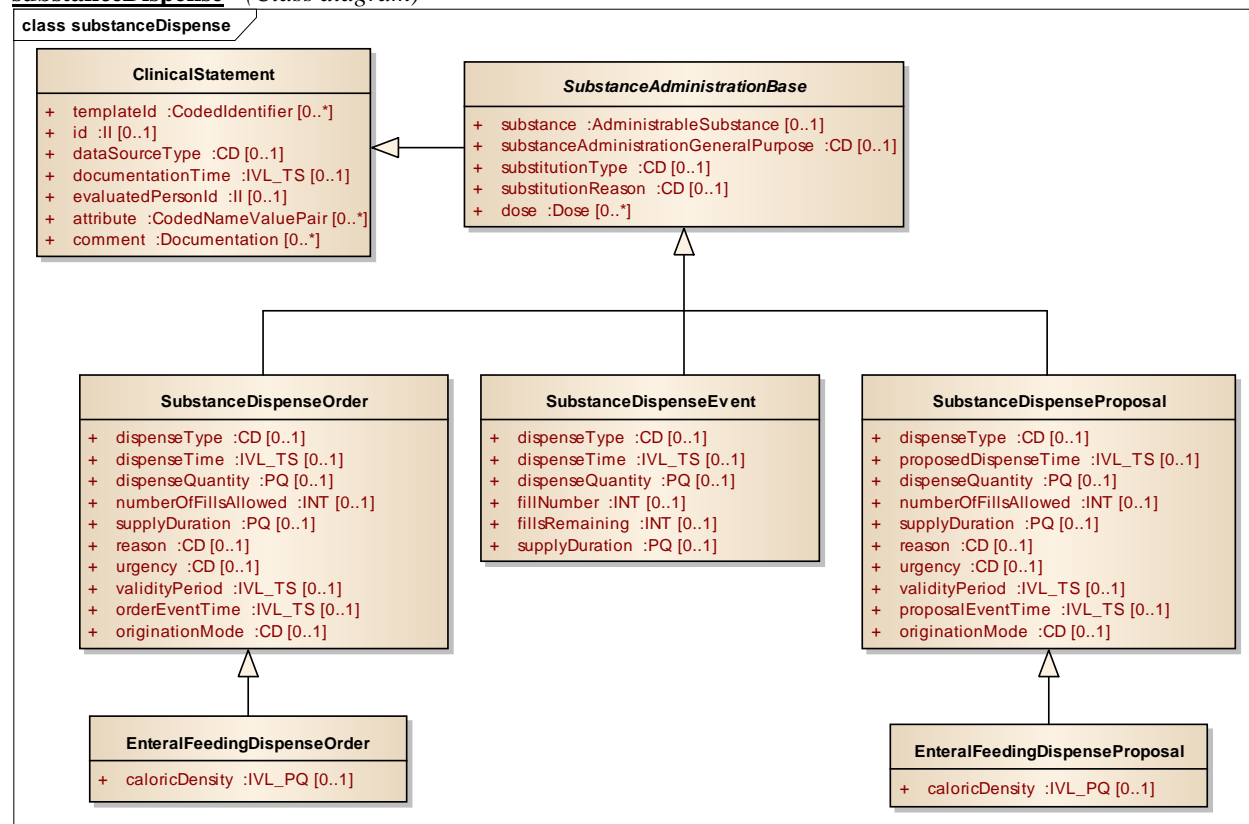 substanceDispense (Class diagram)
class substanceDispense
ClinicalStatement
+ templateId :CodedIdentifier [0..*]
+ id :II [0..1]
+ dataSourceType :CD [0..1]
+ documentationTime :IVL_TS [0..1]
+ evaluatedPersonId :II [0..1]
+ attribute :CodedNameValuePair [0..*]
+ comment :Documentation [0..*]
SubstanceAdministrationBase
+ substance :AdministrableSubstance [0..1]
+ substanceAdministrationGeneralPurpose :CD [0..1]
+ substitutionType :CD [0..1]
+ substitutionReason :CD [0..1]
+ dose :Dose [0..*]
SubstanceDispenseOrder
+ dispenseType :CD [0..1]
+ dispenseTime :IVL_TS [0..1]
+ dispenseQuantity :PQ [0..1]
+ numberOfFillsAllowed :INT [0..1]
+ supplyDuration :PQ [0..1]
+ reason :CD [0..1]
+ urgency :CD [0..1]
+ validityPeriod :IVL_TS [0..1]
+ orderEventTime :IVL_TS [0..1]
+ originationMode :CD [0..1]
SubstanceDispenseEvent
+ dispenseType :CD [0..1]
+ dispenseTime :IVL_TS [0..1]
+ dispenseQuantity :PQ [0..1]
+ fillNumber :INT [0..1]
+ fillsRemaining :INT [0..1]
+ supplyDuration :PQ [0..1]
SubstanceDispenseProposal
+ dispenseType :CD [0..1]
+ proposedDispenseTime :IVL_TS [0..1]
+ dispenseQuantity :PQ [0..1]
+ numberOfFillsAllowed :INT [0..1]
+ supplyDuration :PQ [0..1]
+ reason :CD [0..1]
+ urgency :CD [0..1]
+ validityPeriod :IVL_TS [0..1]
+ proposalEventTime :IVL_TS [0..1]
+ originationMode :CD [0..1]
EnteralFeedingDispenseOrder
+ caloricDensity :IVL_PQ [0..1]
EnteralFeedingDispenseProposal
+ caloricDensity :IVL_PQ [0..1]